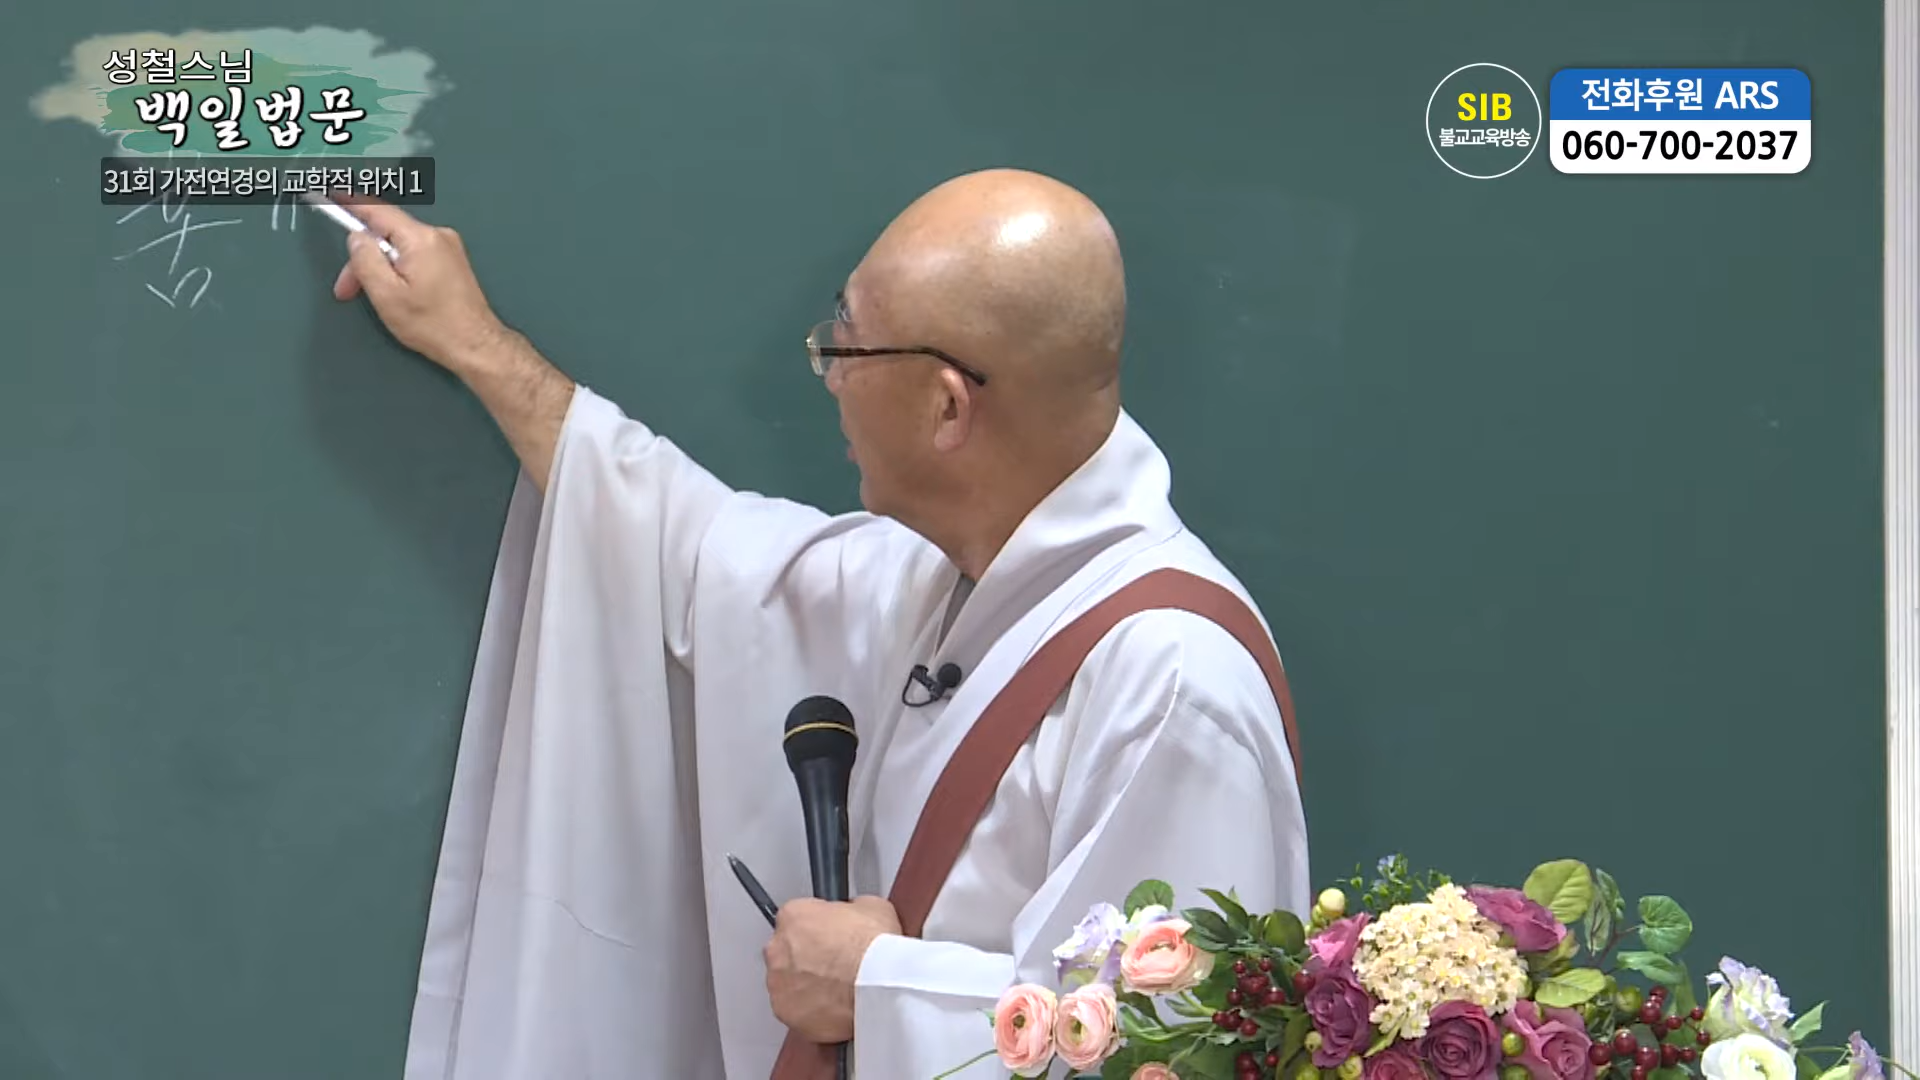 성철스님
백일법문
31회 가전연경의 교학적 위치 1
SIB
불교교육방송
전화후원 ARS
060-700-2037